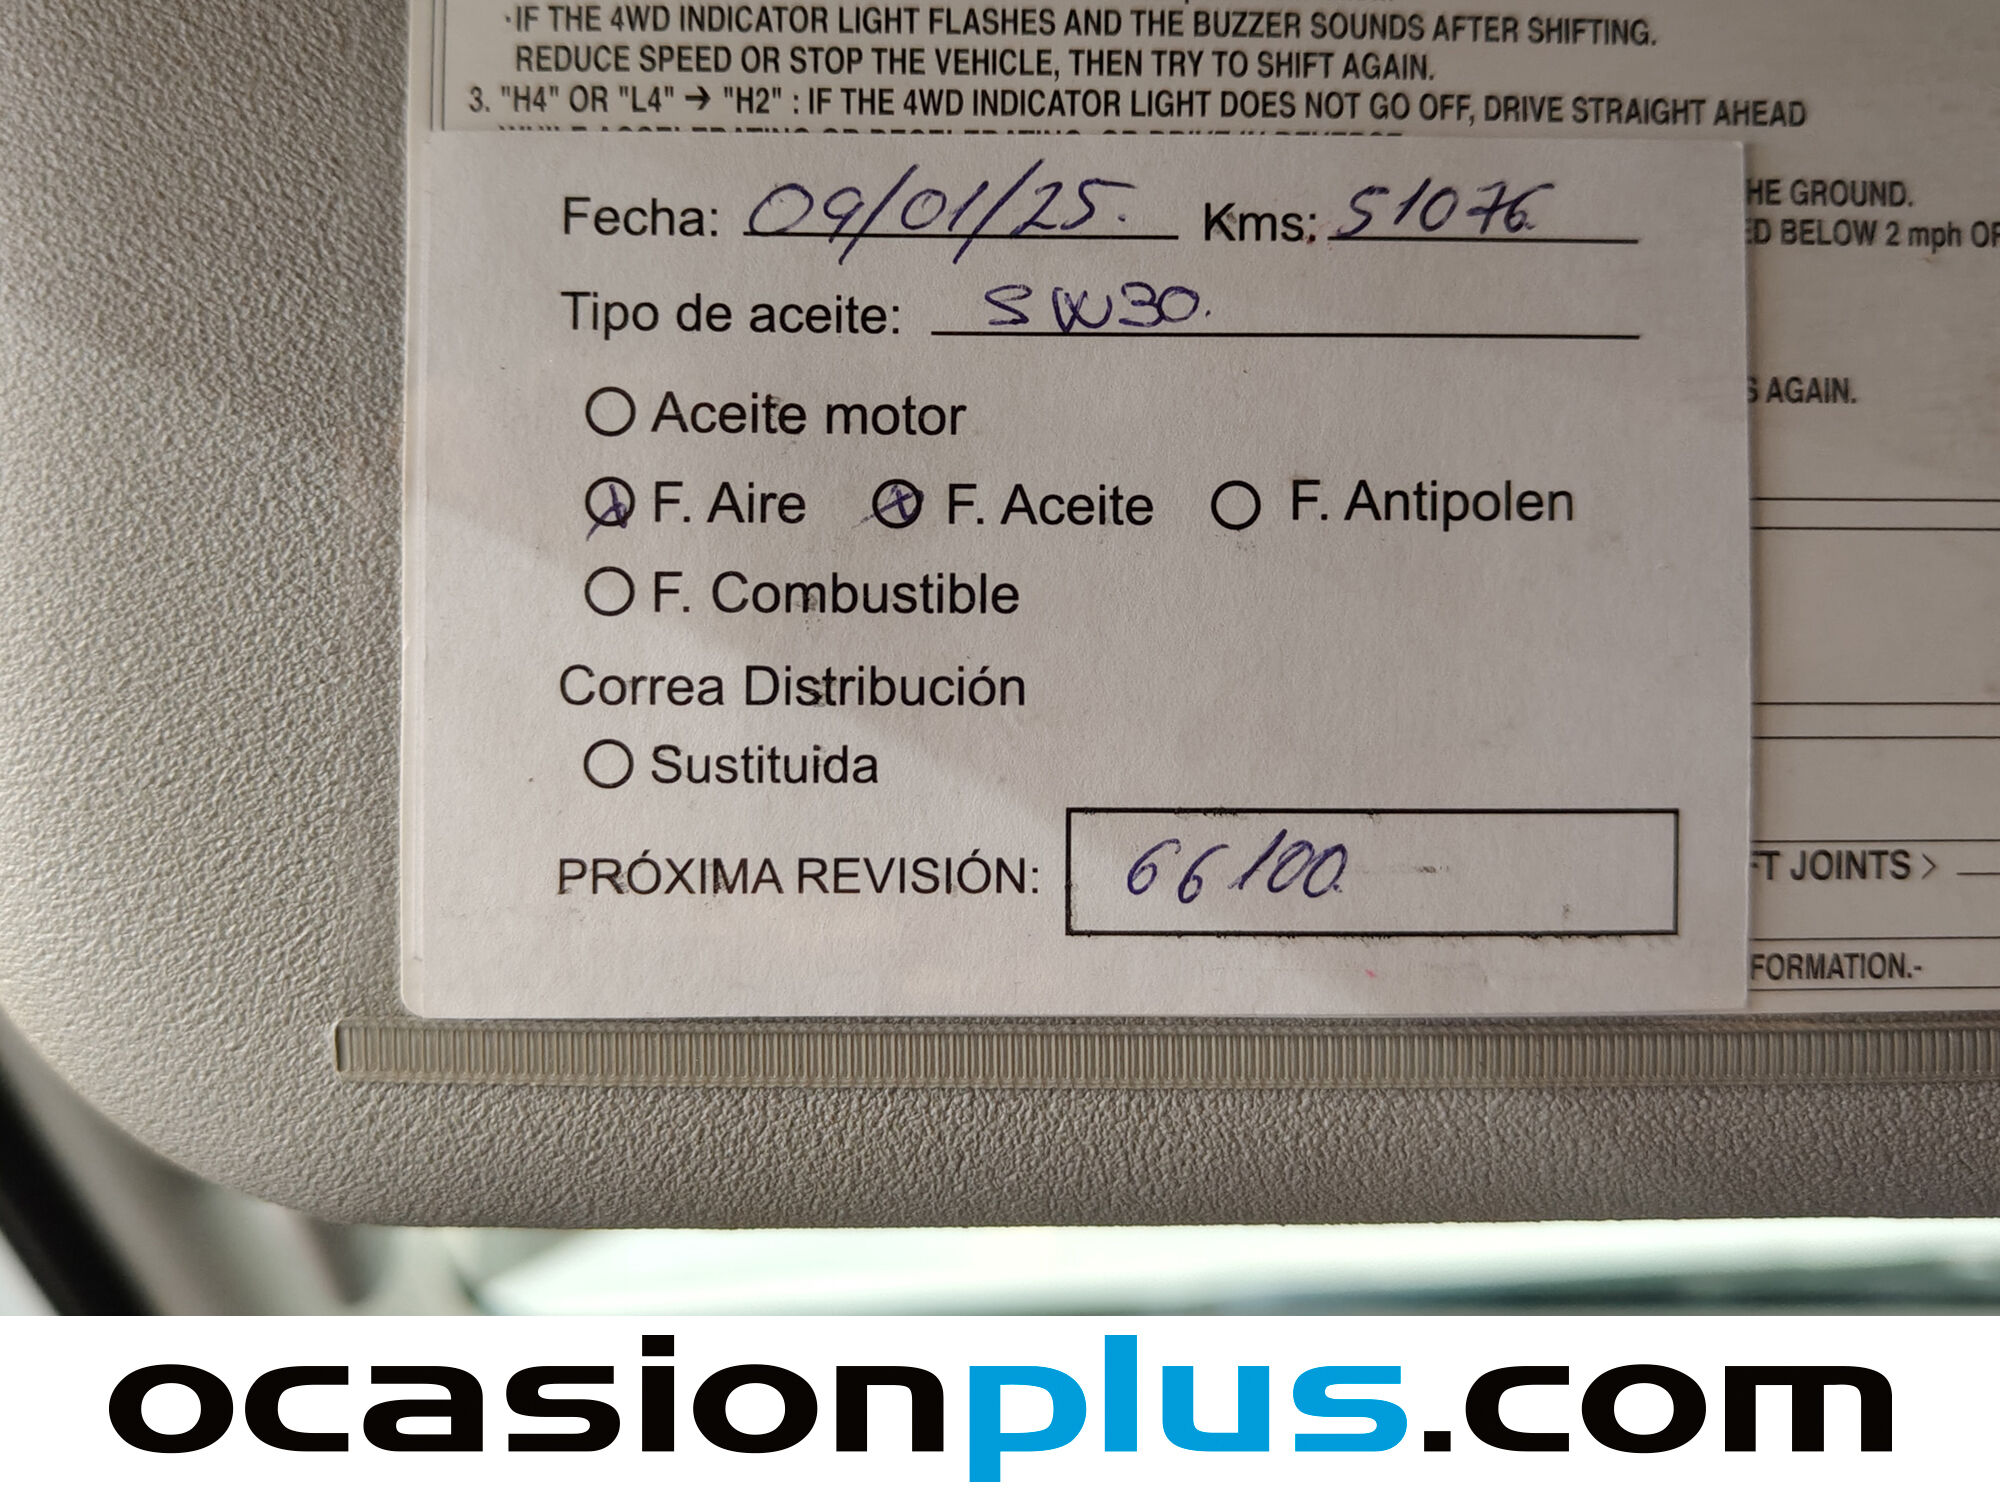 ·IF THE 4WD INDICATOR LIGHT FLASHES AND THE BUZZER SOUNDS AFTER SHIFTING.
REDUCE SPEED OR STOP THE VEHICLE, THEN TRY TO SHIFT AGAIN.
3. "H4" OR "L4" → "H2" : IF THE 4WD INDICATOR LIGHT DOES NOT GO OFF, DRIVE STRAIGHT AHEAD
HE GROUND.
ED BELOW 2 mph OR
S AGAIN.
FT JOINTS >
FORMATION.-
Fecha: 09/01/25. Kms: 51076
Tipo de aceite: 5W30.
Aceite motor
F. Aire F. Aceite F. Antipolen
F. Combustible
Correa Distribución
Sustituida
PRÓXIMA REVISIÓN: 66100
ocasionplus.com